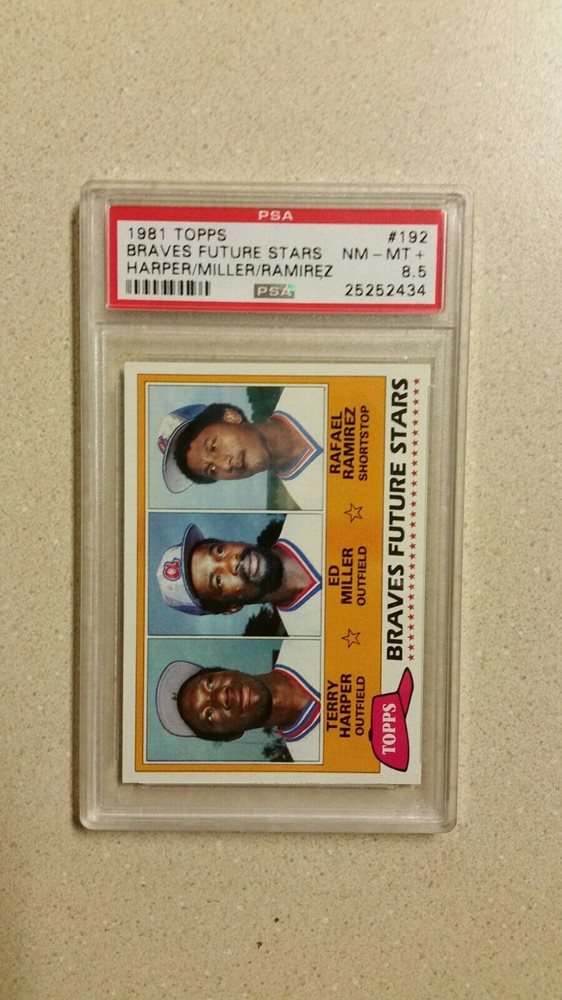 PSA
1981 TOPPS #192
BRAVES FUTURE STARS NM - MT +
HARPER/MILLER/RAMIREZ 8.5
PSA 25252434
TERRY HARPER
OUTFIELD
ED MILLER
OUTFIELD
RAFAEL RAMIREZ
SHORTSTOP
TOPPS
BRAVES FUTURE STARS
a